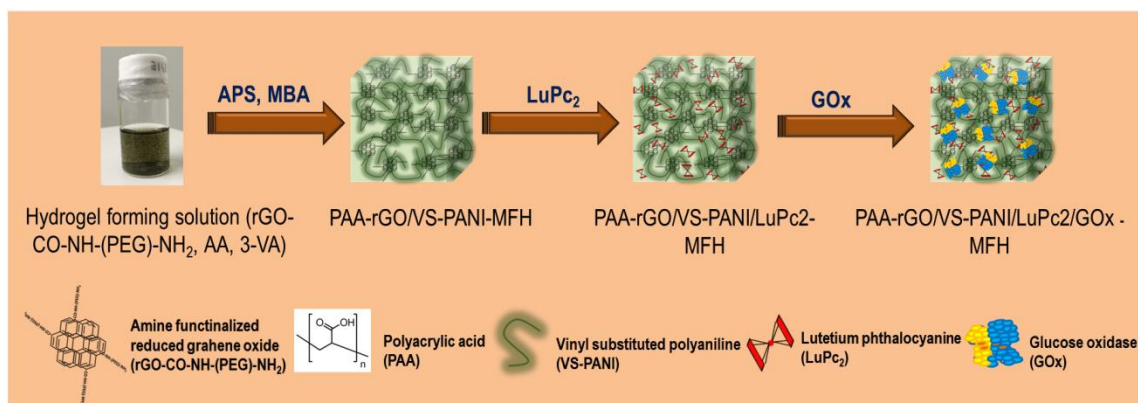 APS, MBA
LuPc₂
GOx
Hydrogel forming solution (rGO-
CO-NH-(PEG)-NH₂, AA, 3-VA)
PAA-rGO/VS-PANI-MFH
PAA-rGO/VS-PANI/LuPc2-
MFH
PAA-rGO/VS-PANI/LuPc2/GOx -
MFH
Amine functinalized
reduced grahene oxide
(rGO-CO-NH-(PEG)-NH₂)
O
OH
n
Polyacrylic acid
(PAA)
Vinyl substituted polyaniline
(VS-PANI)
Lutetium phthalocyanine
(LuPc₂)
Glucose oxidase
(GOx)